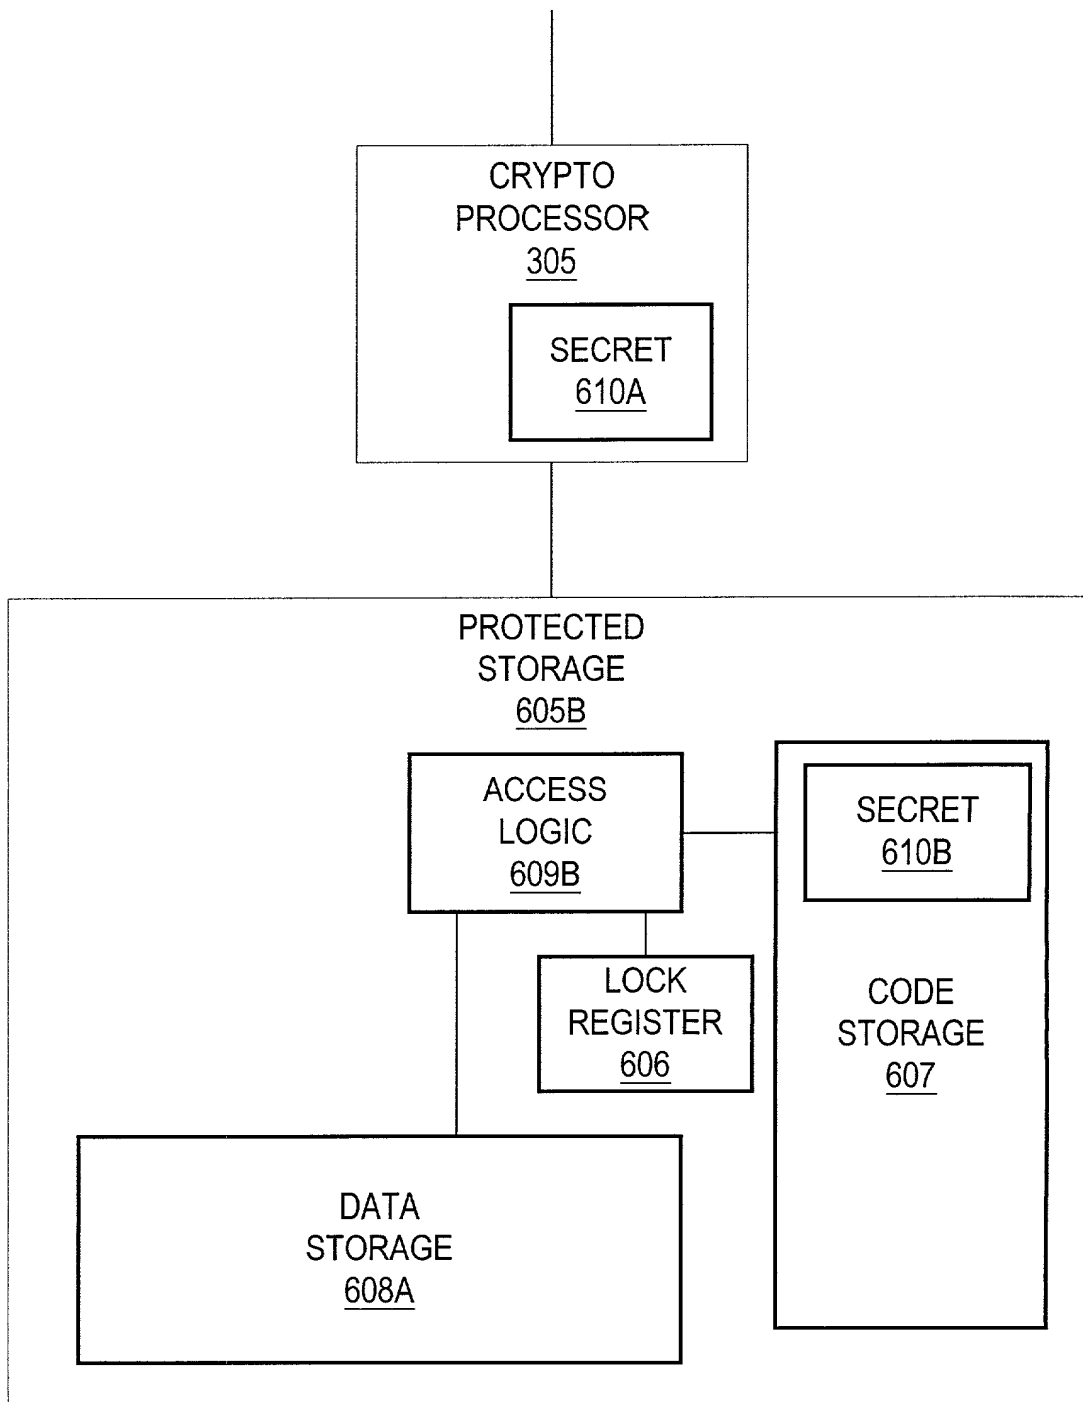 CRYPTO
PROCESSOR
305
SECRET
610A
PROTECTED
STORAGE
605B
ACCESS
LOGIC
609B
SECRET
610B
LOCK
REGISTER
606
CODE
STORAGE
607
DATA
STORAGE
608A